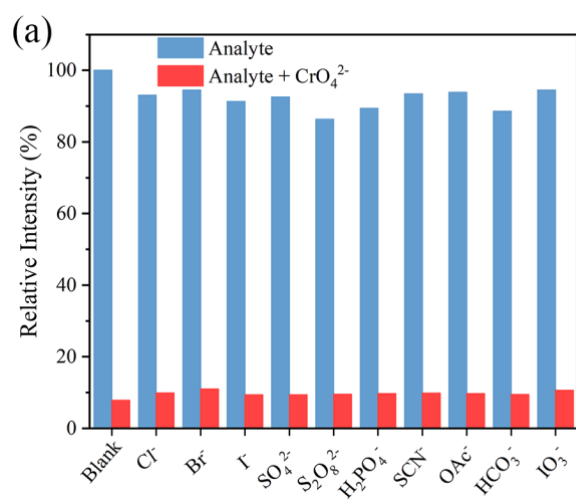 (a)
Analyte
Analyte + CrO₄²⁻
Relative Intensity (%)
100
80
60
40
20
0
Blank
Cl⁻
Br⁻
I⁻
SO₄²⁻
S₂O₈²⁻
H₂PO₄⁻
SCN⁻
OAc⁻
HCO₃⁻
IO₃⁻